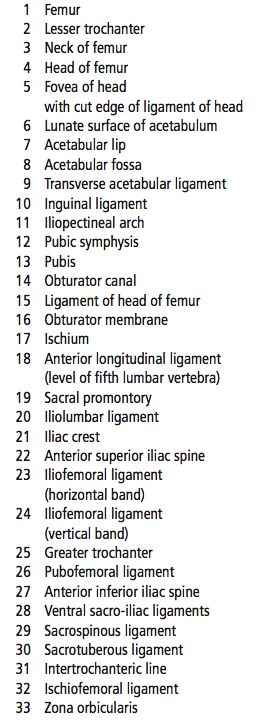 1 Femur
2 Lesser trochanter
3 Neck of femur
4 Head of femur
5 Fovea of head
with cut edge of ligament of head
6 Lunate surface of acetabulum
7 Acetabular lip
8 Acetabular fossa
9 Transverse acetabular ligament
10 Inguinal ligament
11 Iliopectineal arch
12 Pubic symphysis
13 Pubis
14 Obturator canal
15 Ligament of head of femur
16 Obturator membrane
17 Ischium
18 Anterior longitudinal ligament
(level of fifth lumbar vertebra)
19 Sacral promontory
20 Iliolumbar ligament
21 Iliac crest
22 Anterior superior iliac spine
23 Iliofemoral ligament
(horizontal band)
24 Iliofemoral ligament
(vertical band)
25 Greater trochanter
26 Pubofemoral ligament
27 Anterior inferior iliac spine
28 Ventral sacro-iliac ligaments
29 Sacrospinous ligament
30 Sacrotuberous ligament
31 Intertrochanteric line
32 Ischiofemoral ligament
33 Zona orbicularis